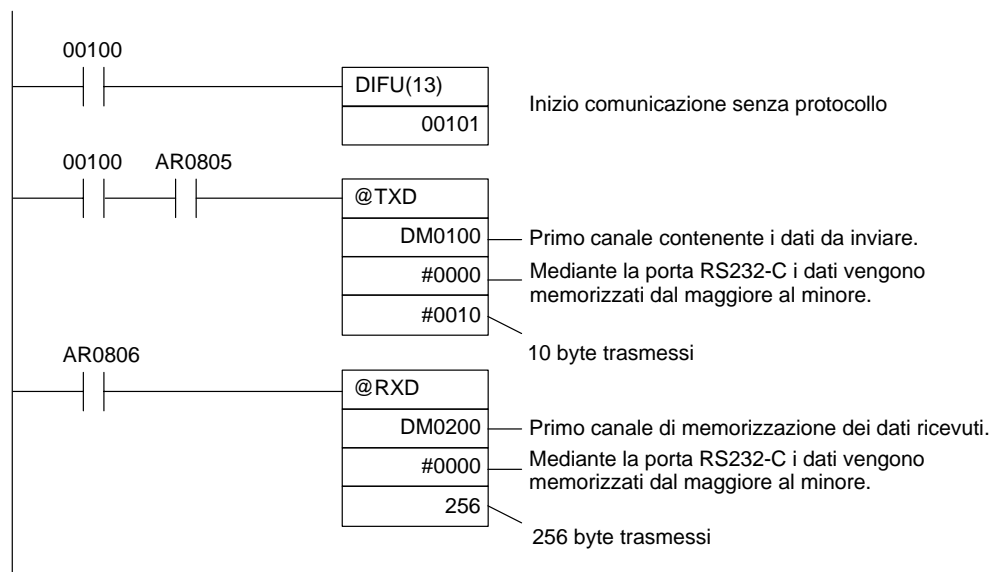 00100
DIFU(13)
Inizio comunicazione senza protocollo
00101
00100 AR0805
@TXD
DM0100 Primo canale contenente i dati da inviare.
#0000 Mediante la porta RS232-C i dati vengono
memorizzati dal maggiore al minore.
#0010
10 byte trasmessi
AR0806
@RXD
DM0200 Primo canale di memorizzazione dei dati ricevuti.
#0000 Mediante la porta RS232-C i dati vengono
memorizzati dal maggiore al minore.
256
256 byte trasmessi